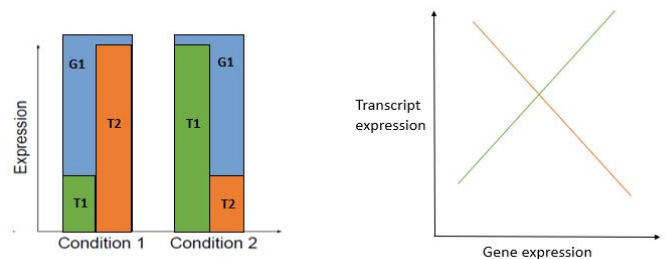 Expression
G1
T2
T1
Condition 1
G1
T1
T2
Condition 2
Transcript
expression
Gene expression